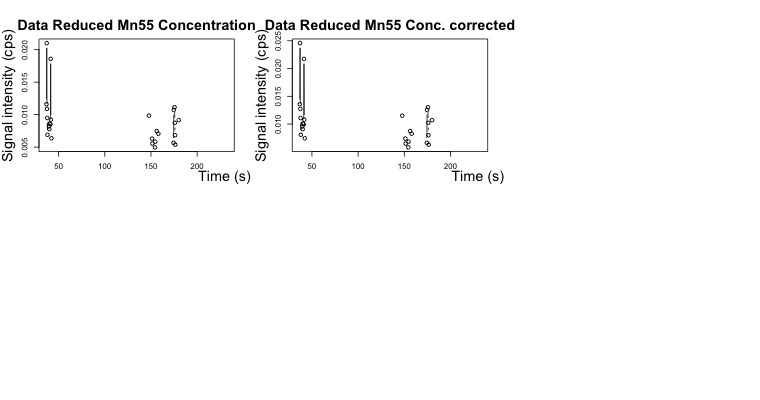 Data Reduced Mn55 Concentration
Signal intensity (cps)
0.005 0.010 0.015 0.020
50 100 150 200
Time (s)
Data Reduced Mn55 Conc. corrected
Signal intensity (cps)
0.010 0.015 0.020 0.025
50 100 150 200
Time (s)